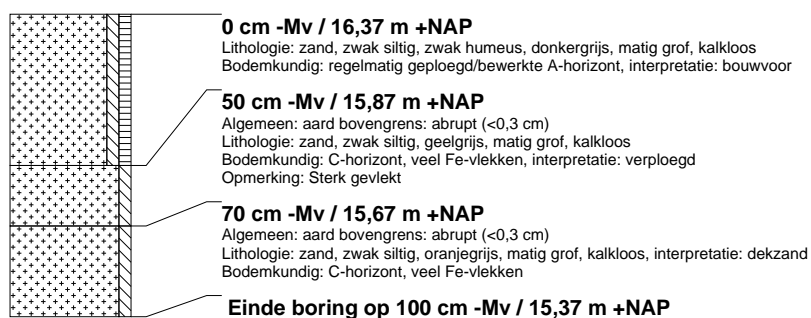 0 cm -Mv / 16,37 m +NAP
Lithologie: zand, zwak siltig, zwak humeus, donkergrijs, matig grof, kalkloos
Bodemkundig: regelmatig geploegd/bewerkte A-horizont, interpretatie: bouwvoor
50 cm -Mv / 15,87 m +NAP
Algemeen: aard bovengrens: abrupt (<0,3 cm)
Lithologie: zand, zwak siltig, geelgrijs, matig grof, kalkloos
Bodemkundig: C-horizont, veel Fe-vlekken, interpretatie: verploegd
Opmerking: Sterk gevlekt
70 cm -Mv / 15,67 m +NAP
Algemeen: aard bovengrens: abrupt (<0,3 cm)
Lithologie: zand, zwak siltig, oranjegrijs, matig grof, kalkloos, interpretatie: dekzand
Bodemkundig: C-horizont, veel Fe-vlekken
Einde boring op 100 cm -Mv / 15,37 m +NAP